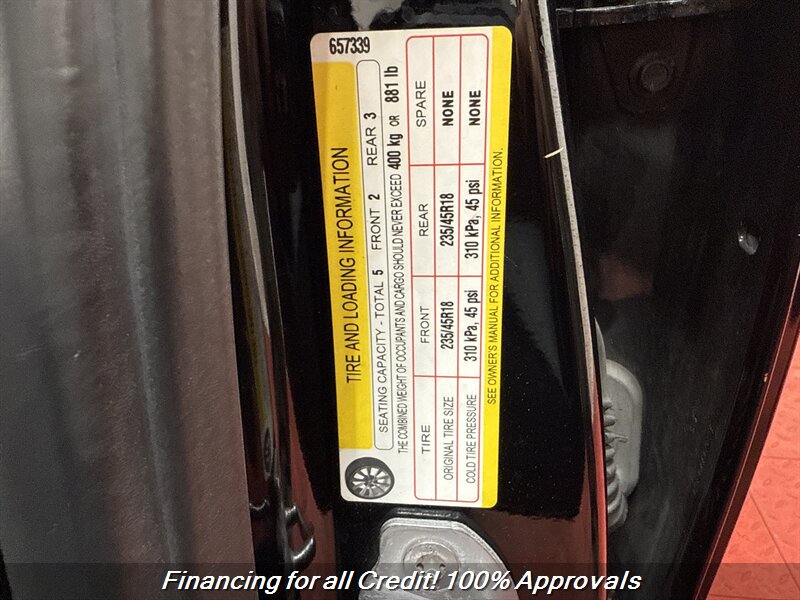 657339
TIRE AND LOADING INFORMATION
SEATING CAPACITY - TOTAL 5 FRONT 2 REAR 3
THE COMBINED WEIGHT OF OCCUPANTS AND CARGO SHOULD NEVER EXCEED 400 kg OR 881 lb
TIRE FRONT REAR SPARE
ORIGINAL TIRE SIZE 235/45R18 235/45R18 NONE
COLD TIRE PRESSURE 310 kPa, 45 psi 310 kPa, 45 psi NONE
SEE OWNER'S MANUAL FOR ADDITIONAL INFORMATION.
Financing for all Credit! 100% Approvals